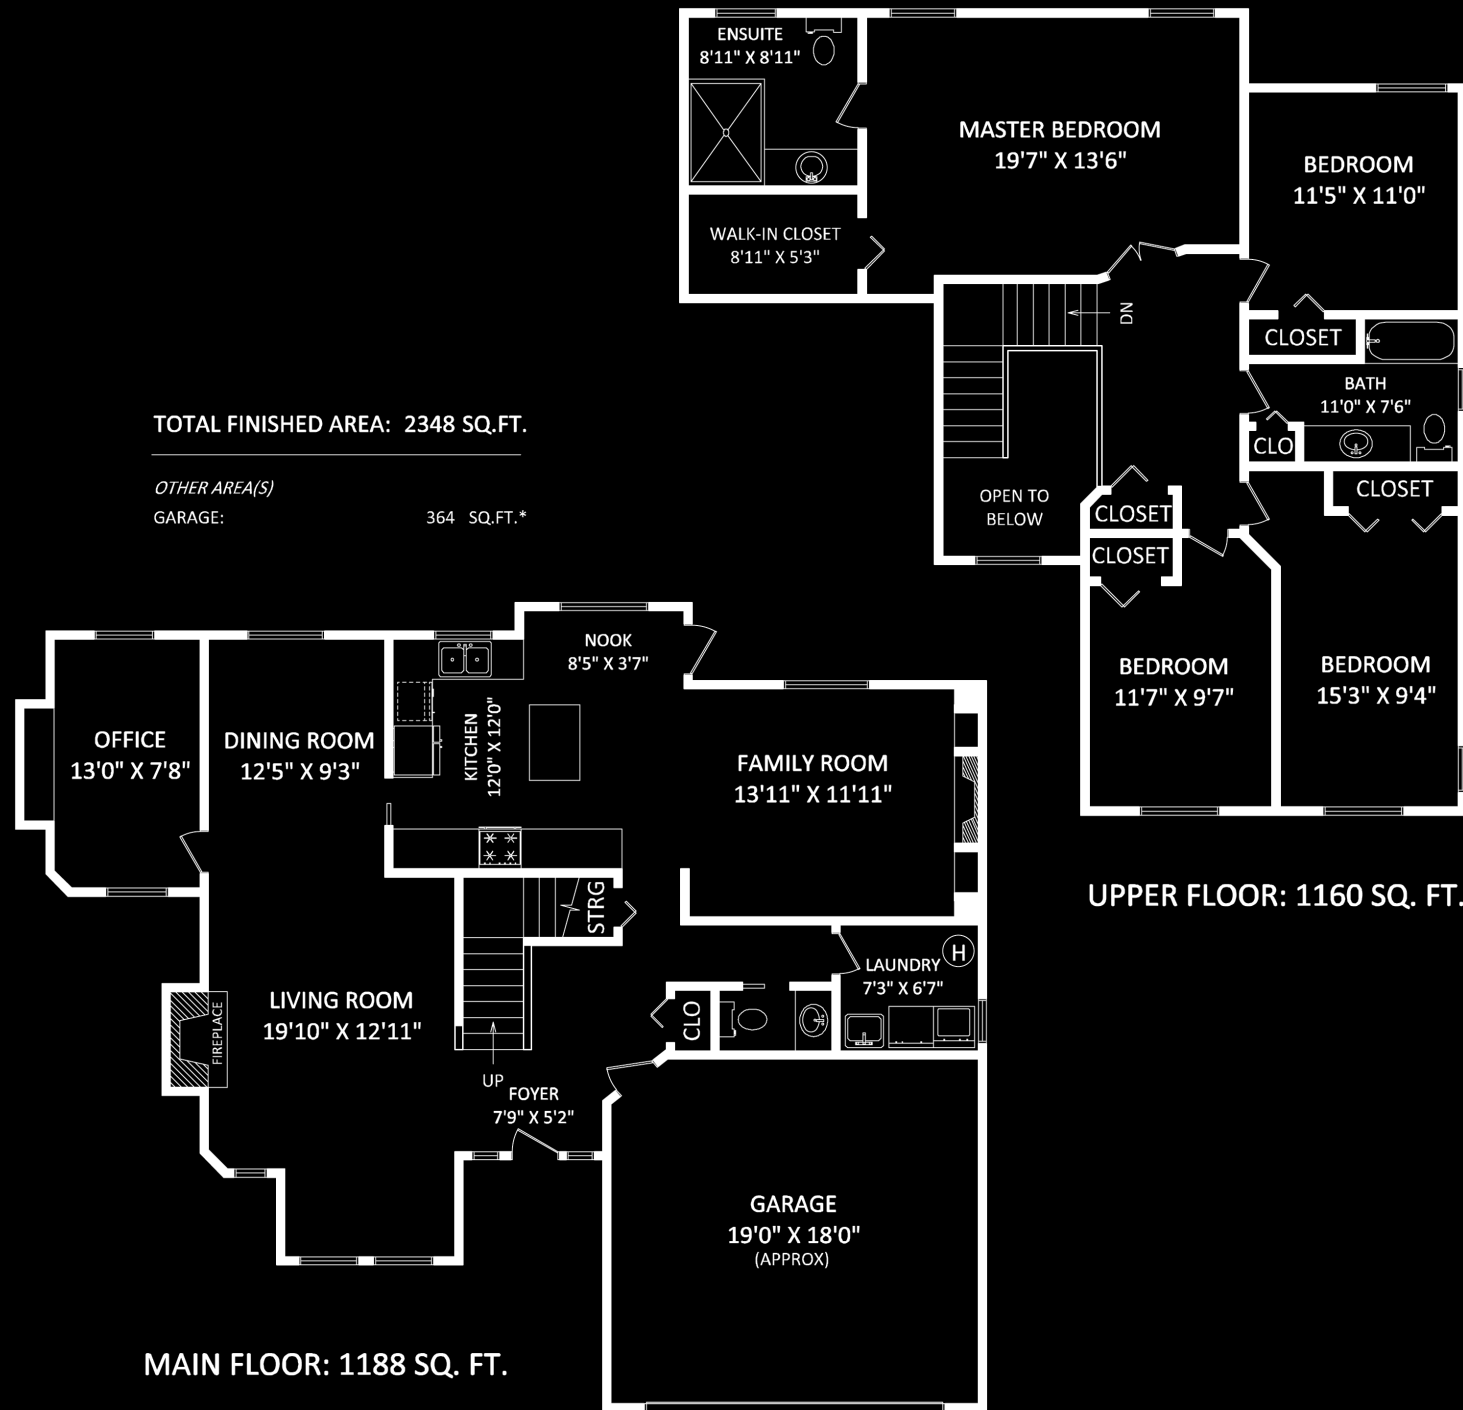 ENSUITE
8'11" X 8'11"
MASTER BEDROOM
19'7" X 13'6"
BEDROOM
11'5" X 11'0"
WALK-IN CLOSET
8'11" X 5'3"
DN
CLOSET
BATH
11'0" X 7'6"
CLO
CLOSET
OPEN TO
BELOW
CLOSET
CLOSET
BEDROOM
11'7" X 9'7"
BEDROOM
15'3" X 9'4"
UPPER FLOOR: 1160 SQ. FT.
TOTAL FINISHED AREA: 2348 SQ.FT.
OTHER AREA(S)
GARAGE: 364 SQ.FT.*
NOOK
8'5" X 3'7"
OFFICE
13'0" X 7'8"
DINING ROOM
12'5" X 9'3"
KITCHEN
12'0" X 12'0"
FAMILY ROOM
13'11" X 11'11"
STRG
LAUNDRY
7'3" X 6'7"
H
LIVING ROOM
19'10" X 12'11"
FIREPLACE
CLO
UP
FOYER
7'9" X 5'2"
GARAGE
19'0" X 18'0"
(APPROX)
MAIN FLOOR: 1188 SQ. FT.